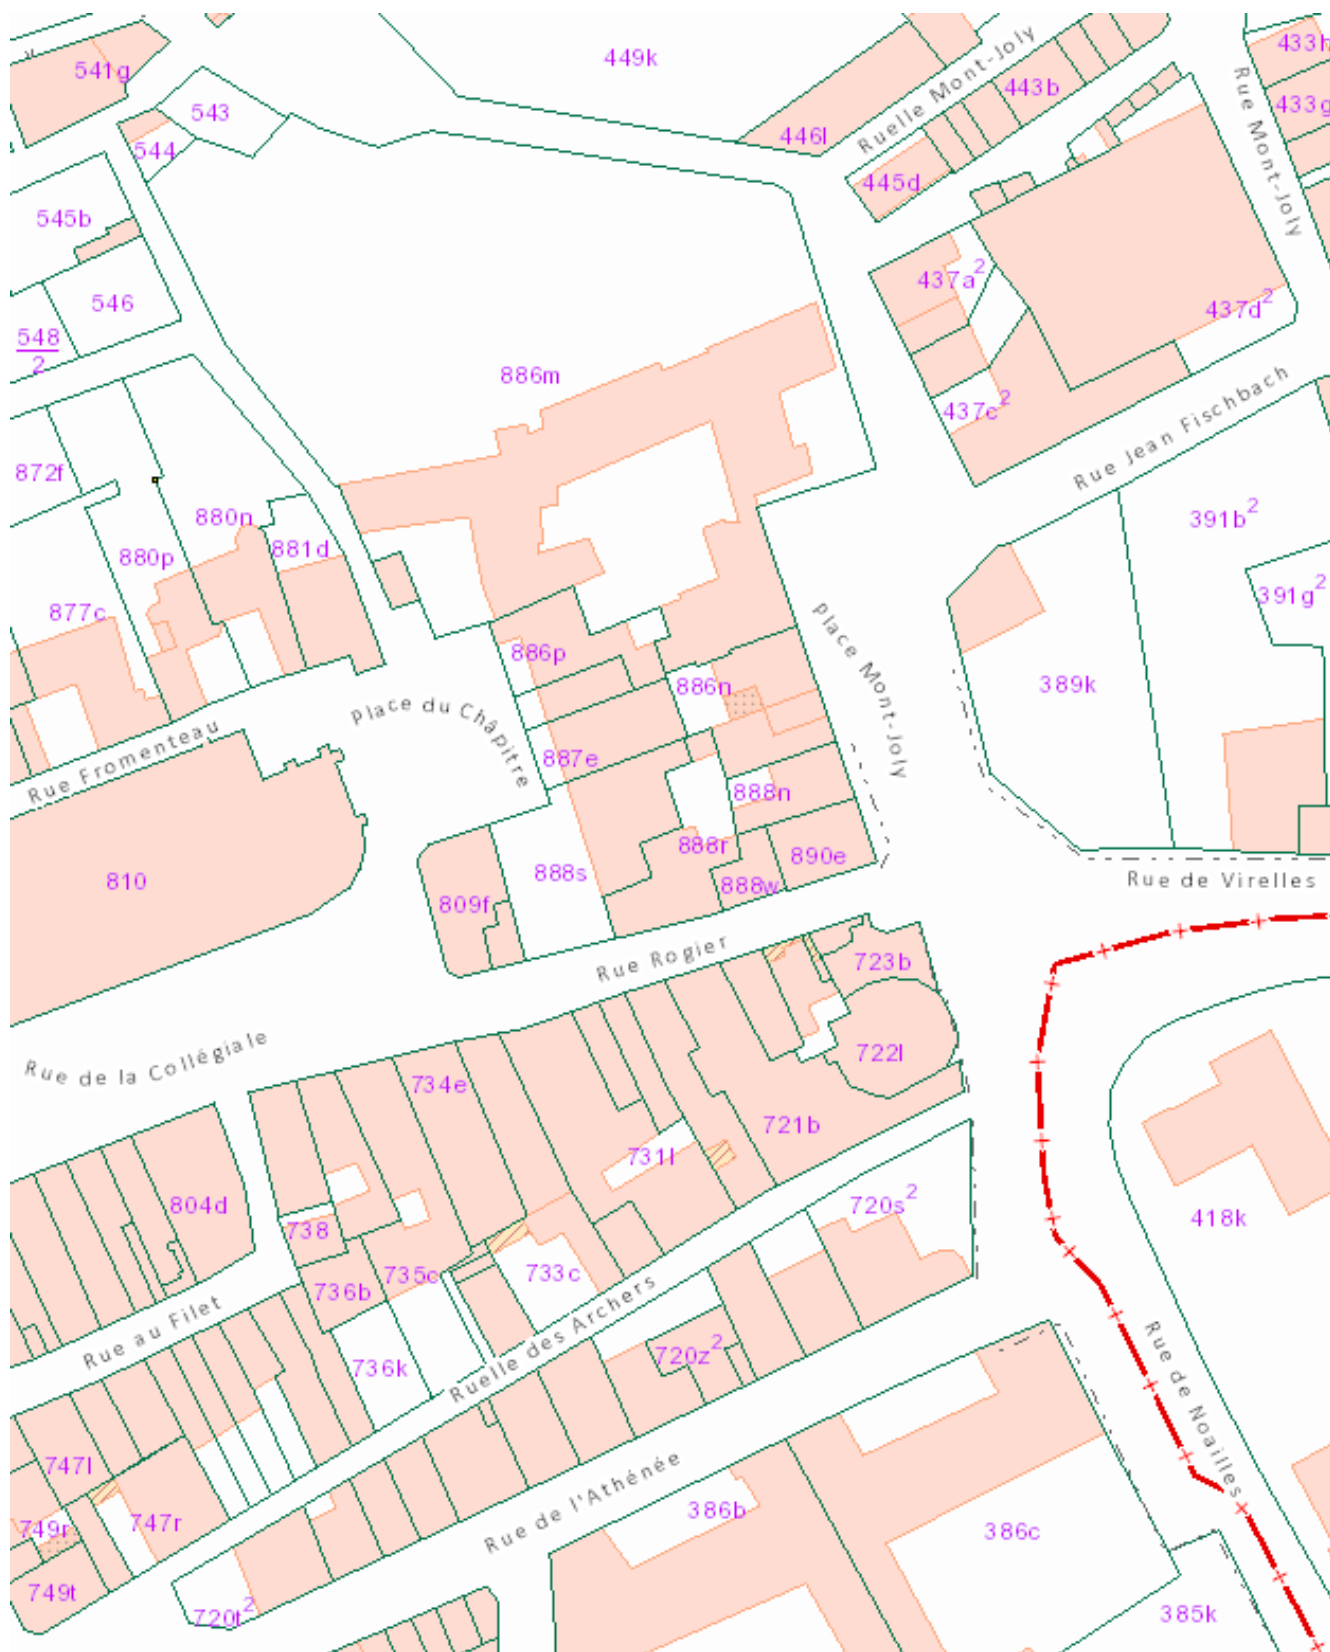 449k
433h
541g
433g
543
443b
Ruelle Mont-Joly
446l
544
445d
Rue Mont-Joly
545b
437a²
546
437d²
548
2
886m
437c²
Rue Jean Fischbach
872f
880n
391b²
881d
880p
391g²
877c
886p
389k
886n
Place Mont-Joly
Place du Châpitre
887e
Rue Fromenteau
888n
888r
890e
888s
888w
810
Rue de Virelles
809f
Rue Rogier
723b
Rue de la Collégiale
722l
734e
721b
731l
804d
720s²
738
418k
735c
733c
736b
Rue au Filet
Ruelle des Archers
720z²
736k
Rue de Noailles
747l
Rue de l'Athénée
386b
749r
747r
386c
749t
720t²
385k